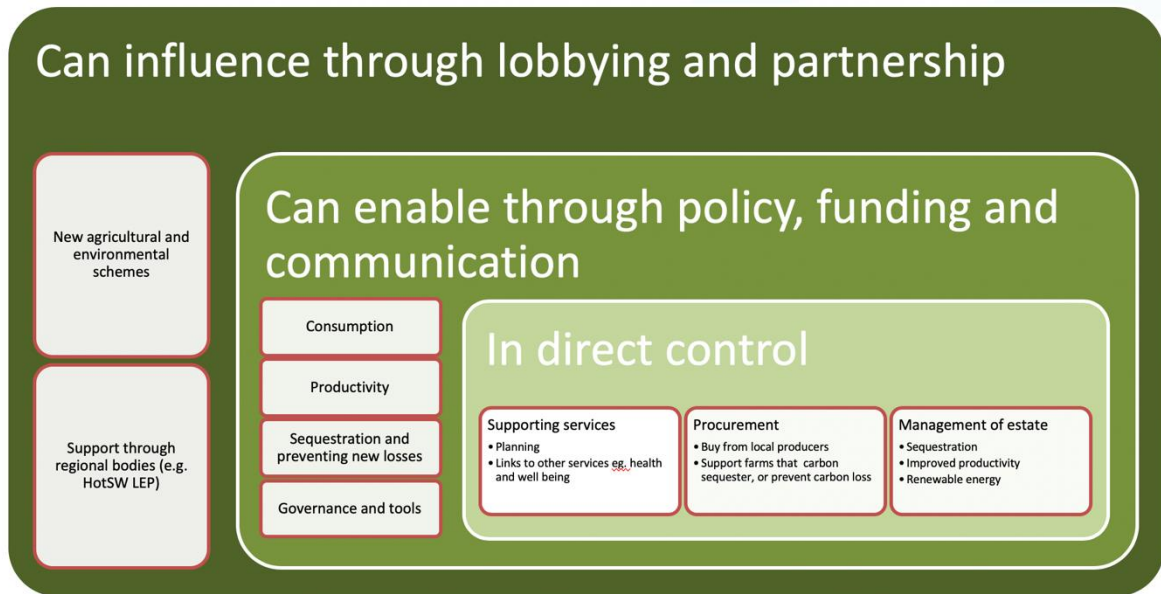 Can influence through lobbying and partnership
New agricultural and
environmental
schemes
Support through
regional bodies (e.g.
HotSW LEP)
Can enable through policy, funding and
communication
Consumption
Productivity
Sequestration and
preventing new losses
Governance and tools
In direct control
Supporting services
• Planning
• Links to other services eg. health
and well being
Procurement
• Buy from local producers
• Support farms that carbon
sequester, or prevent carbon loss
Management of estate
• Sequestration
• Improved productivity
• Renewable energy